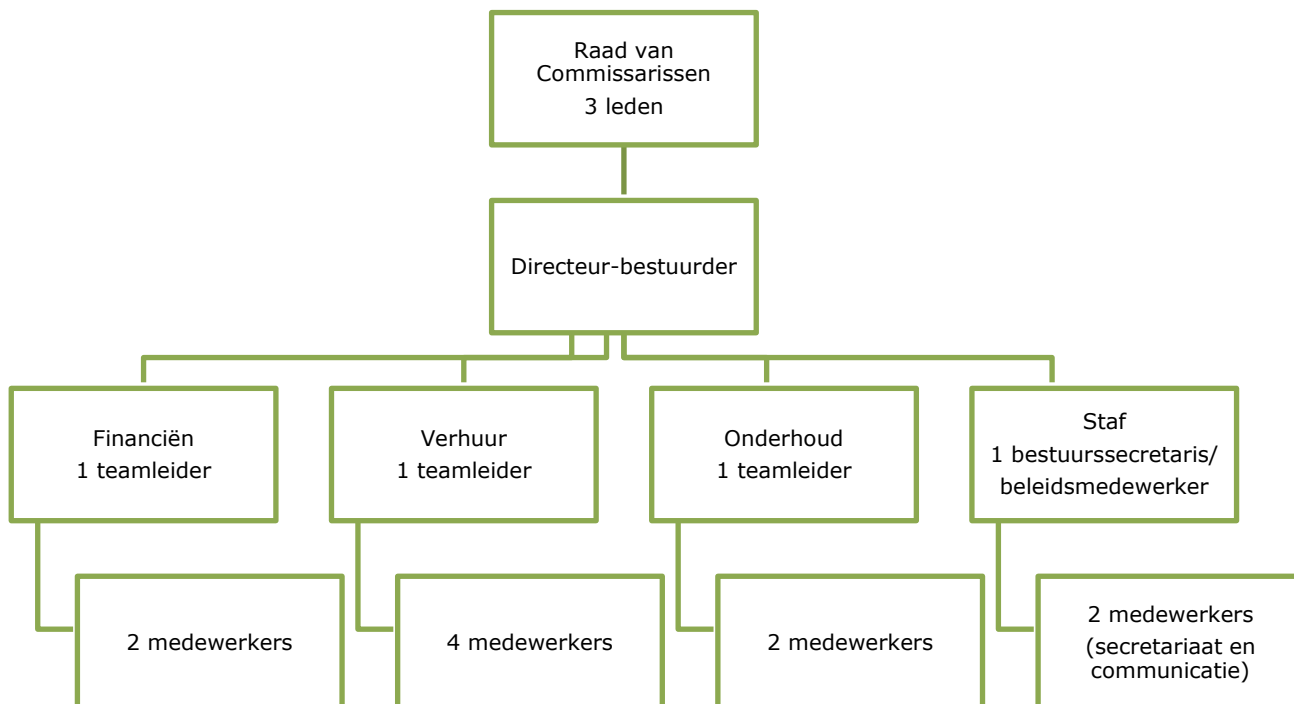 Raad van
Commissarissen
3 leden
Directeur-bestuurder
Financiën
1 teamleider
Verhuur
1 teamleider
Onderhoud
1 teamleider
Staf
1 bestuurssecretaris/
beleidsmedewerker
2 medewerkers
4 medewerkers
2 medewerkers
2 medewerkers
(secretariaat en
communicatie)